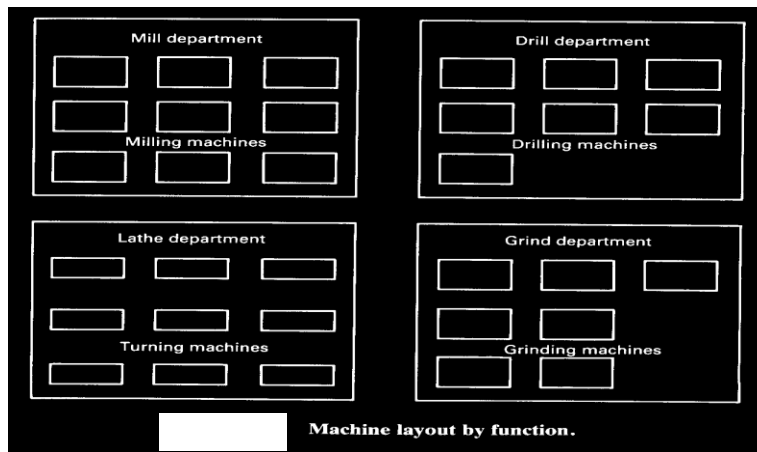 Mill department
Milling machines
Drill department
Drilling machines
Lathe department
Turning machines
Grind department
Grinding machines
Machine layout by function.